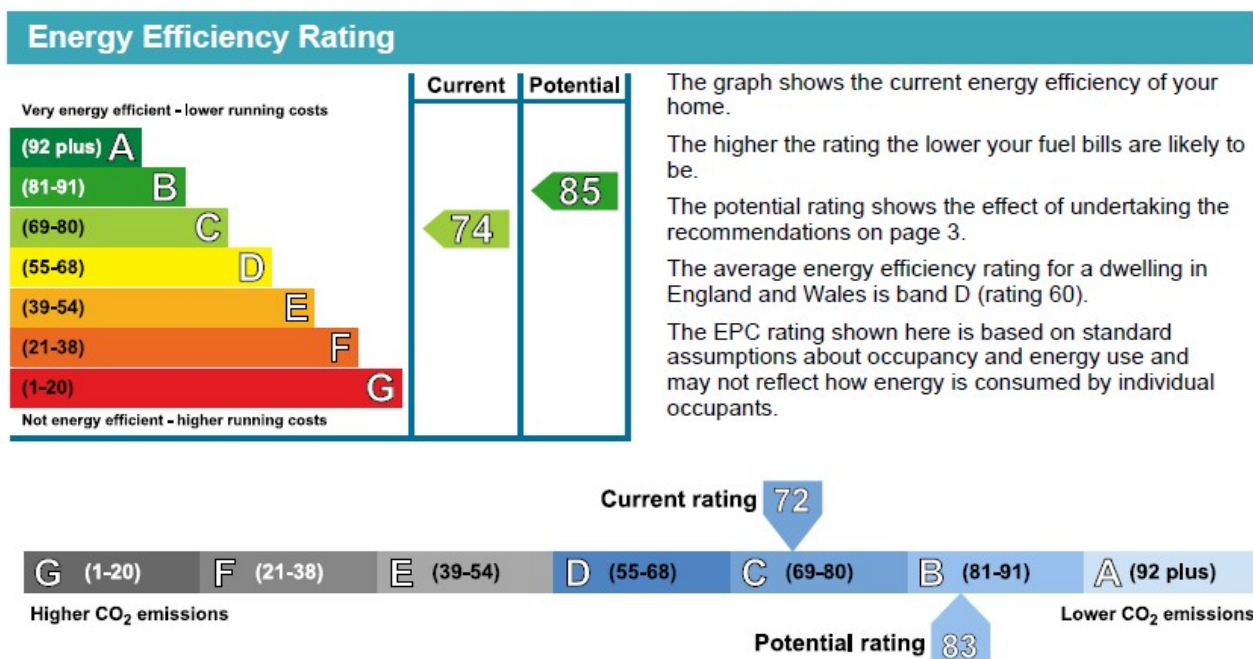 Energy Efficiency Rating
Current Potential
Very energy efficient - lower running costs
(92 plus) A
(81-91) B
(69-80) C
(55-68) D
(39-54) E
(21-38) F
(1-20) G
Not energy efficient - higher running costs
74
85
The graph shows the current energy efficiency of your
home.
The higher the rating the lower your fuel bills are likely to
be.
The potential rating shows the effect of undertaking the
recommendations on page 3.
The average energy efficiency rating for a dwelling in
England and Wales is band D (rating 60).
The EPC rating shown here is based on standard
assumptions about occupancy and energy use and
may not reflect how energy is consumed by individual
occupants.
Current rating 72
G (1-20) F (21-38) E (39-54) D (55-68) C (69-80) B (81-91) A (92 plus)
Higher CO₂ emissions Lower CO₂ emissions
Potential rating 83